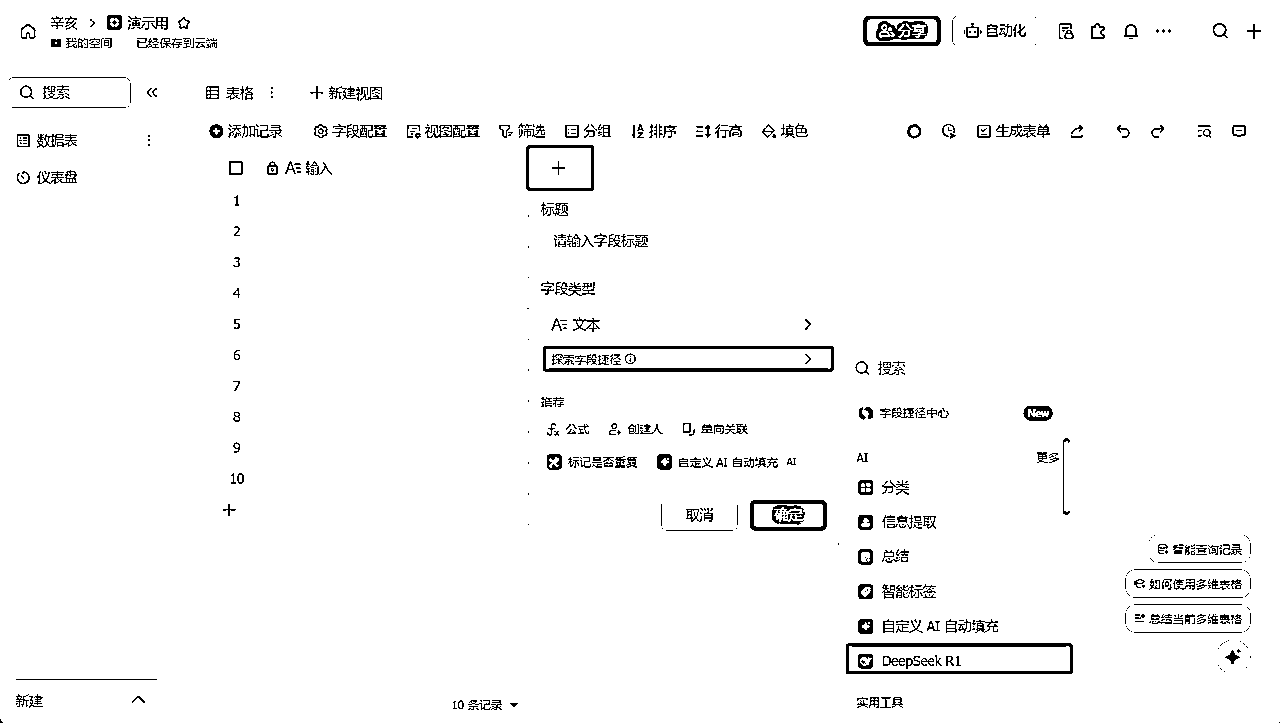 辛亥 > 演示用
我的空间 已经保存到云端
分享 自动化
搜索
表格 新建视图
数据表
仪表盘
添加记录 字段配置 视图配置 筛选 分组 排序 行高 填色 生成表单
输入
1
2
3
4
5
6
7
8
9
10
标题
请输入字段标题
字段类型
文本
探索字段捷径
推荐
公式 创建人 单向关联
标记是否重复 自定义 AI 自动填充 AI
取消 确定
搜索
字段捷径中心 New
AI 更多
分类
信息提取
总结
智能标签
自定义 AI 自动填充
DeepSeek R1
实用工具
智能查询记录
如何使用多维表格
总结当前多维表格
新建
10 条记录